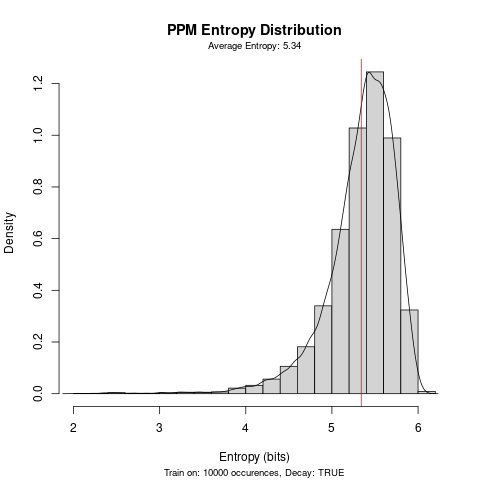 PPM Entropy Distribution
Average Entropy: 5.34
Density
0.0 0.2 0.4 0.6 0.8 1.0 1.2
2 3 4 5 6
Entropy (bits)
Train on: 10000 occurences, Decay: TRUE